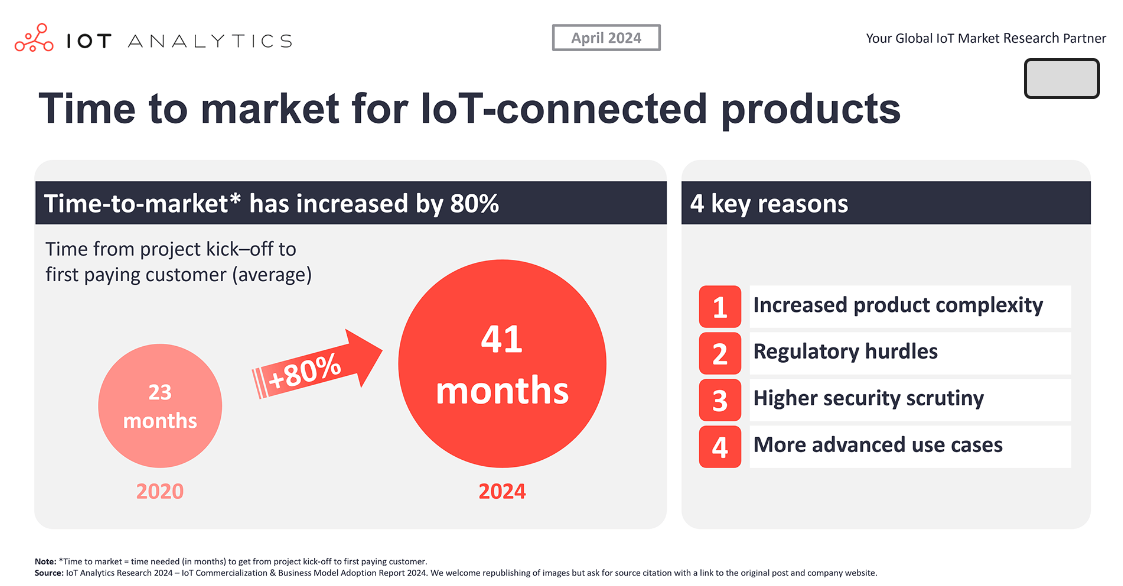 IOT ANALYTICS
April 2024
Your Global IoT Market Research Partner
Time to market for IoT-connected products
Time-to-market* has increased by 80%
Time from project kick–off to
first paying customer (average)
23
months
2020
+80%
41
months
2024
4 key reasons
1 Increased product complexity
2 Regulatory hurdles
3 Higher security scrutiny
4 More advanced use cases
Note: *Time to market = time needed (in months) to get from project kick-off to first paying customer.
Source: IoT Analytics Research 2024 – IoT Commercialization & Business Model Adoption Report 2024. We welcome republishing of images but ask for source citation with a link to the original post and company website.